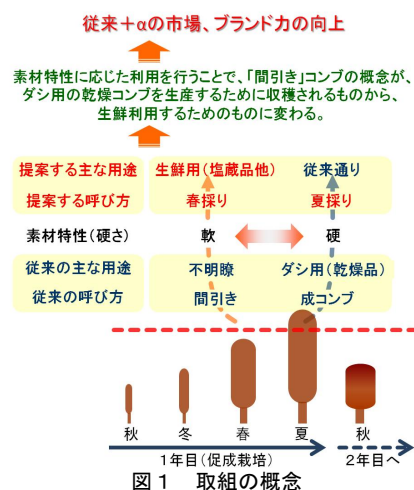 従来＋αの市場、ブランド力の向上
素材特性に応じた利用を行うことで、「間引き」コンブの概念が、
ダシ用の乾燥コンブを生産するために収穫されるものから、
生鮮利用するためのものに変わる。
提案する主な用途 生鮮用(塩蔵品他) 従来通り
提案する呼び方 春採り 夏採り
素材特性(硬さ) 軟 硬
従来の主な用途 不明瞭 ダシ用(乾燥品)
従来の呼び方 間引き 成コンブ
秋 冬 春 夏 秋
1年目(促成栽培) 2年目へ
図1 取組の概念